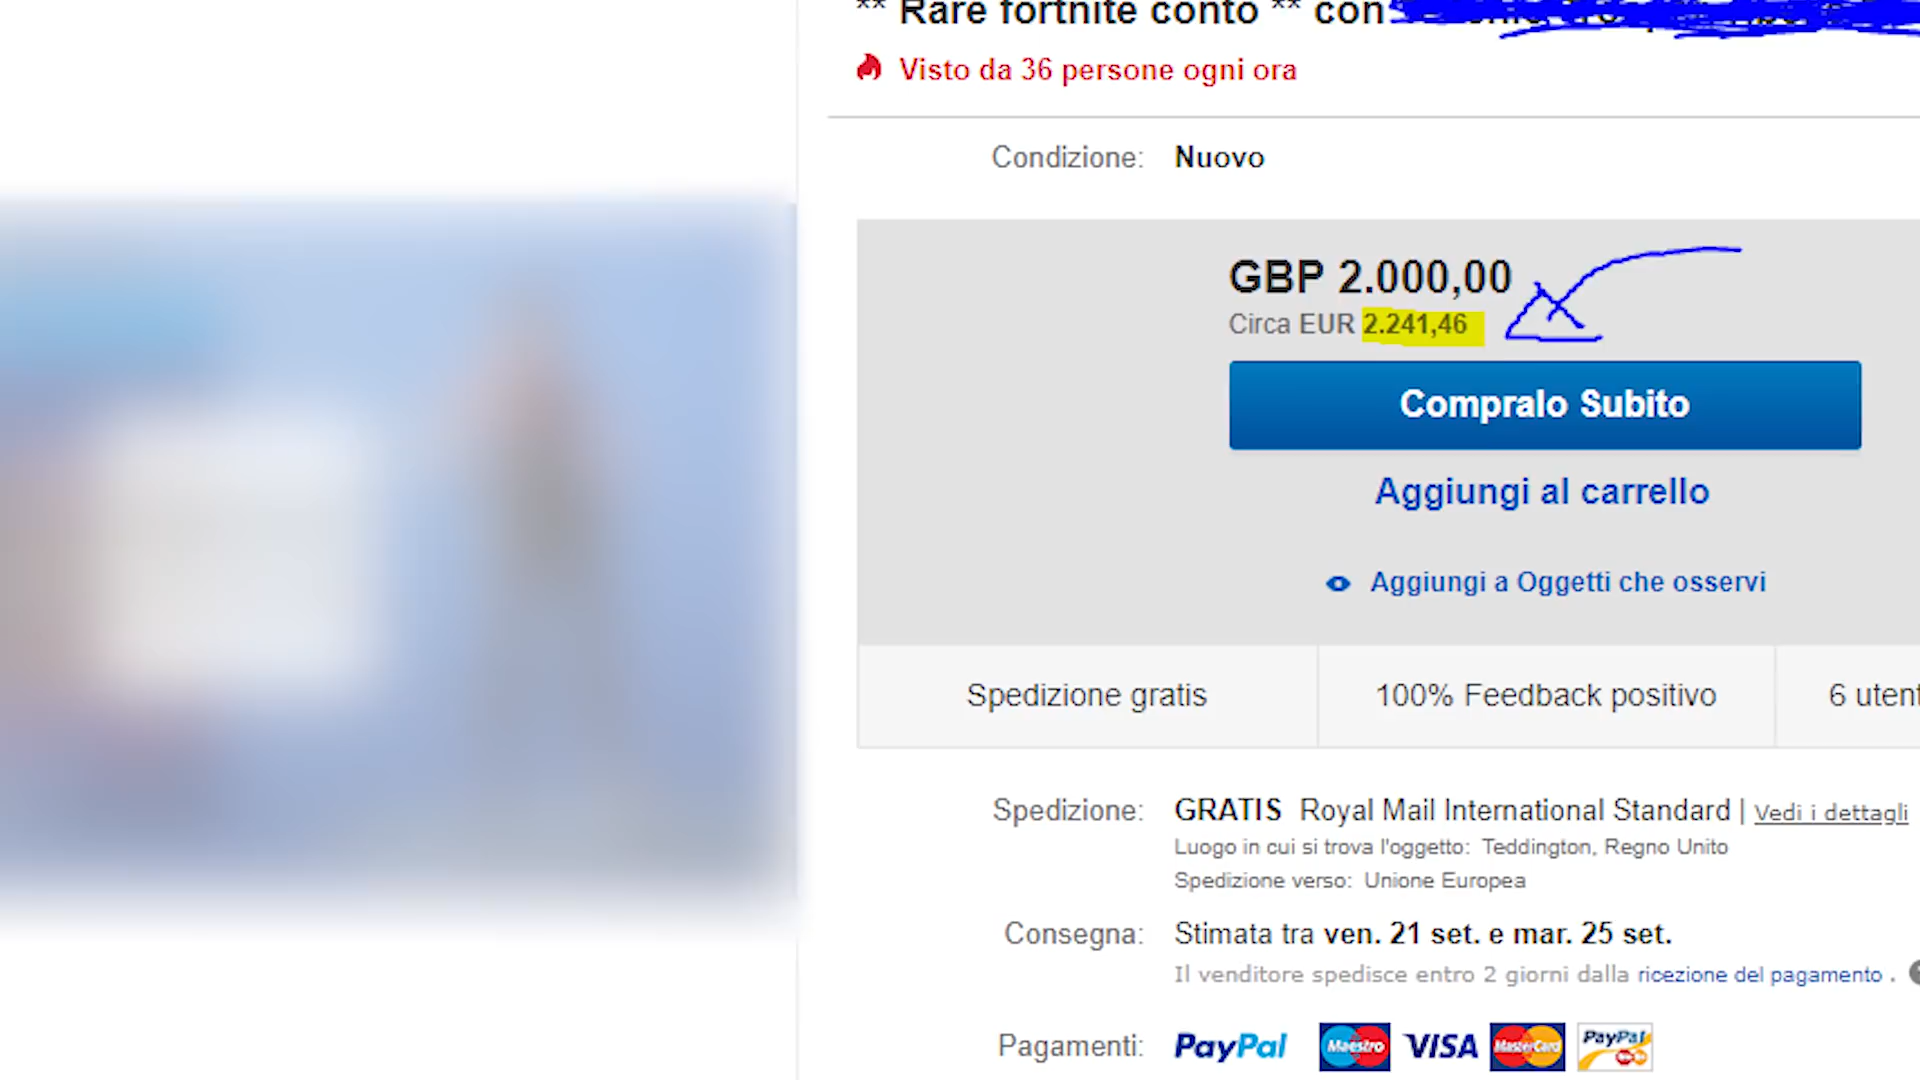 ** Rare fortnite conto ** con
Visto da 36 persone ogni ora
Condizione: Nuovo
GBP 2.000,00
Circa EUR 2.241,46
Compralo Subito
Aggiungi al carrello
Aggiungi a Oggetti che osservi
Spedizione gratis
100% Feedback positivo
6 utent
Spedizione: GRATIS Royal Mail International Standard | Vedi i dettagli
Luogo in cui si trova l'oggetto: Teddington, Regno Unito
Spedizione verso: Unione Europea
Consegna: Stimata tra ven. 21 set. e mar. 25 set.
Il venditore spedisce entro 2 giorni dalla ricezione del pagamento .
Pagamenti: PayPal Maestro VISA MasterCard PayPal